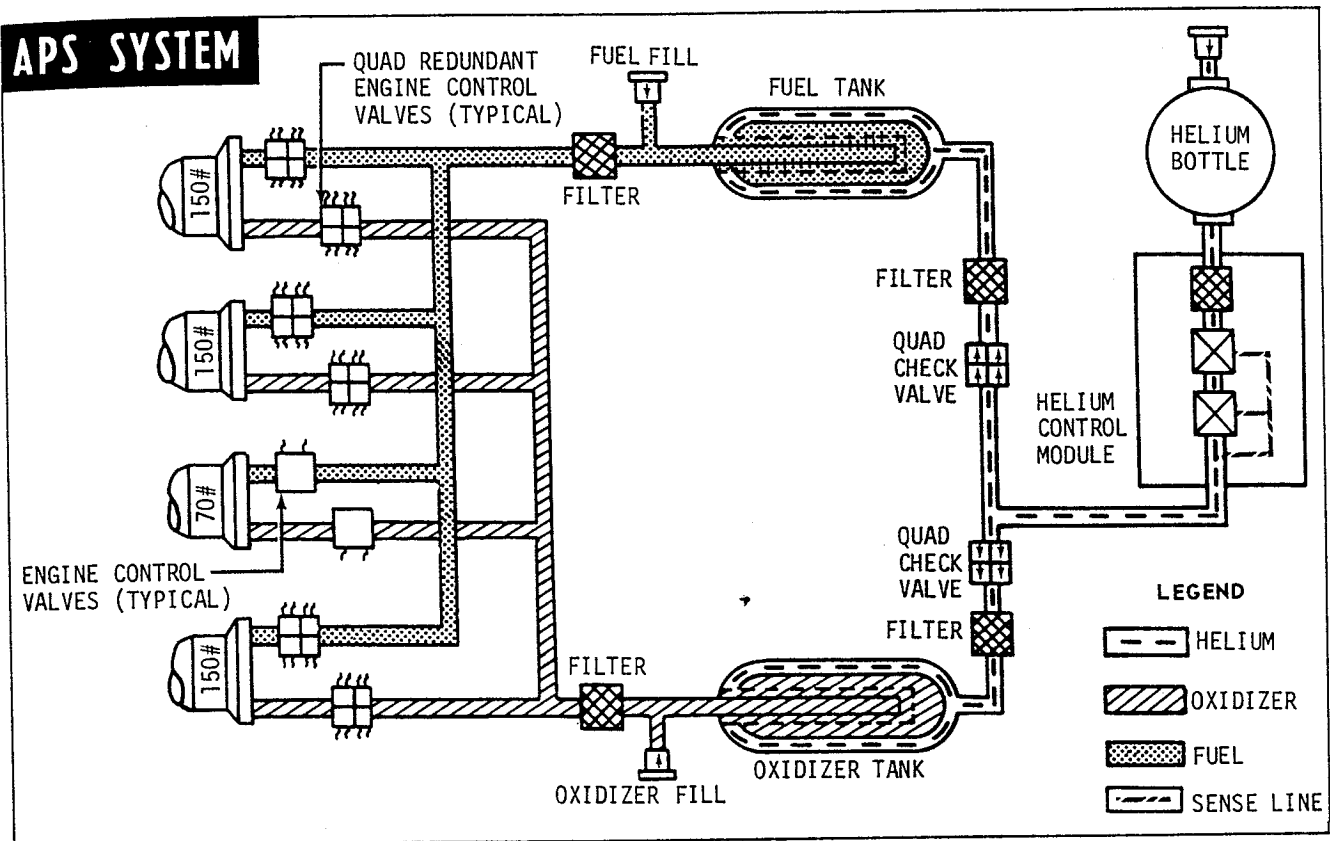 APS SYSTEM
QUAD REDUNDANT
ENGINE CONTROL
VALVES (TYPICAL)
FUEL FILL
FUEL TANK
HELIUM
BOTTLE
150#
FILTER
150#
FILTER
QUAD
CHECK
VALVE
HELIUM
CONTROL
MODULE
70#
ENGINE CONTROL
VALVES (TYPICAL)
QUAD
CHECK
VALVE
FILTER
150#
FILTER
OXIDIZER TANK
OXIDIZER FILL
LEGEND
HELIUM
OXIDIZER
FUEL
SENSE LINE